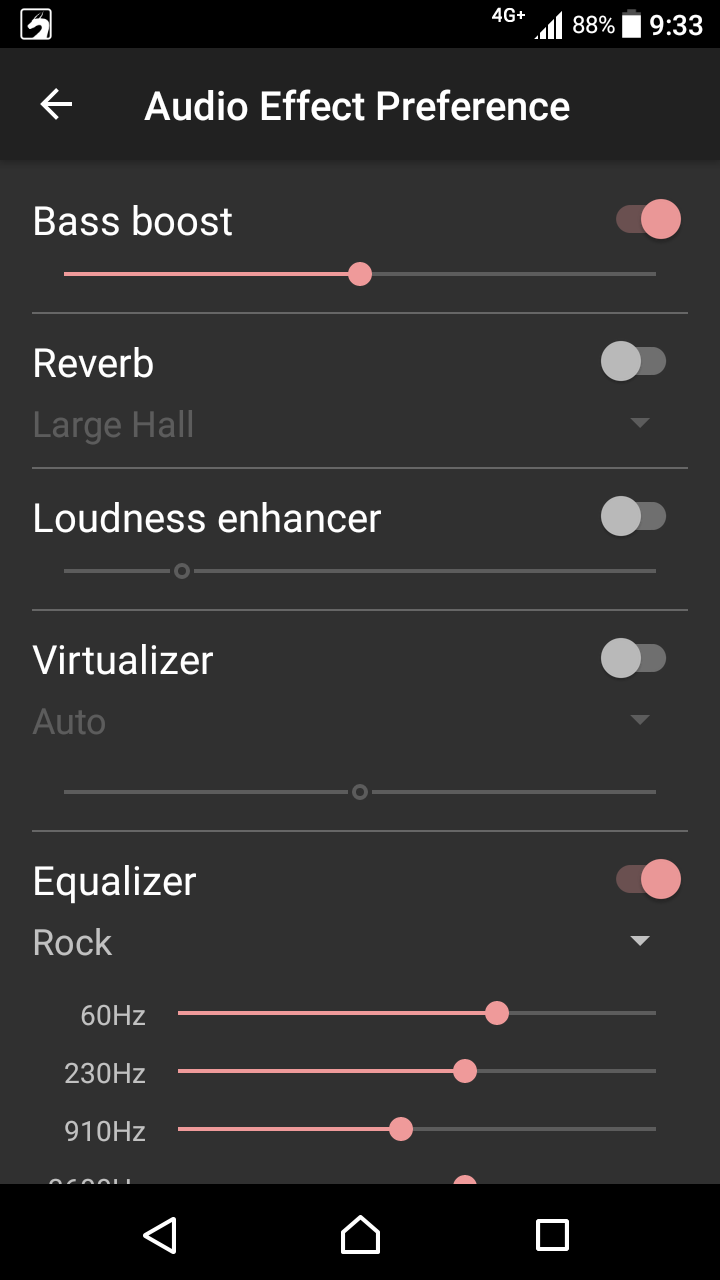 4G+ 88% 9:33
Audio Effect Preference
Bass boost
Reverb
Large Hall
Loudness enhancer
Virtualizer
Auto
Equalizer
Rock
60Hz
230Hz
910Hz